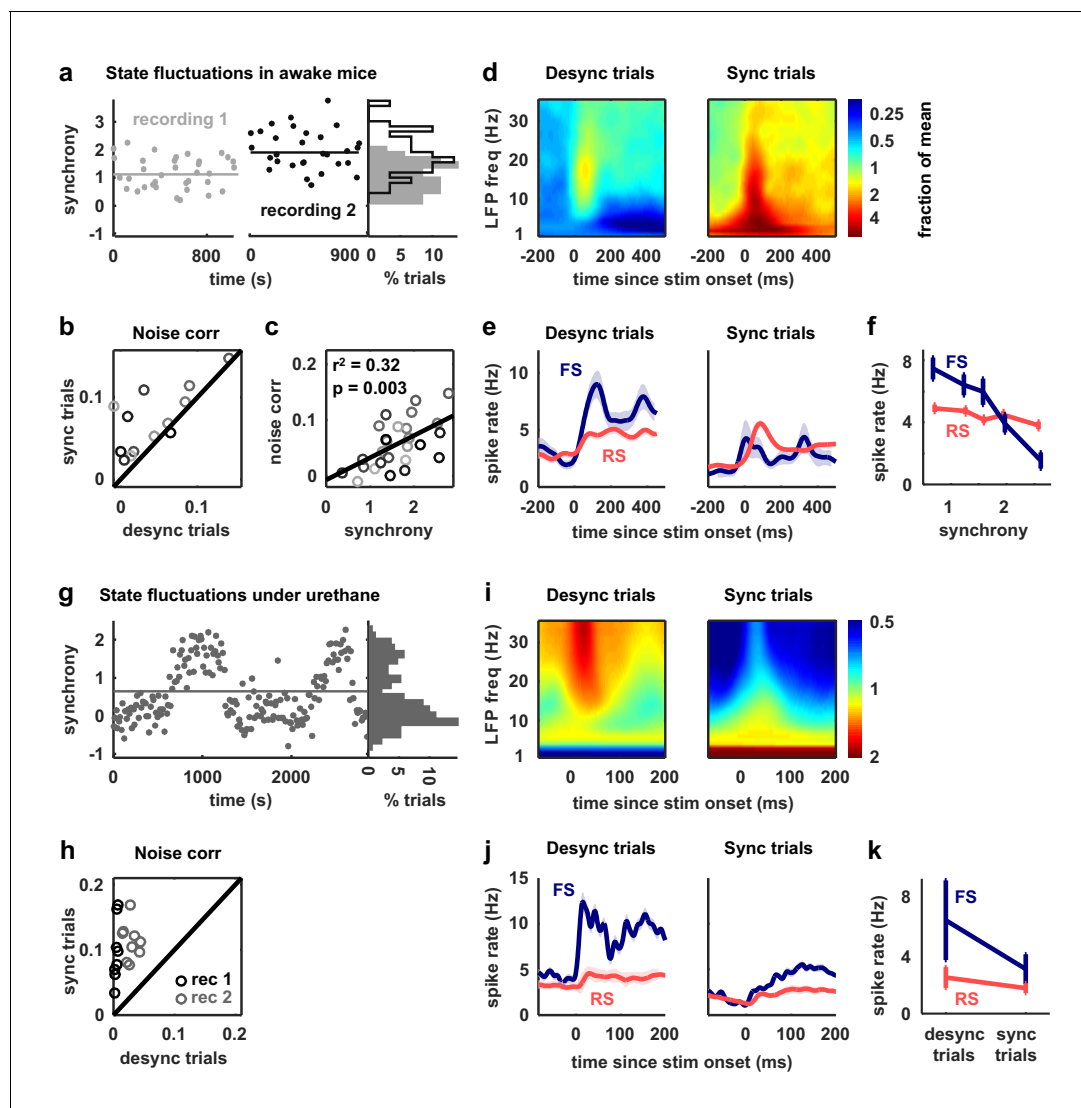 a State fluctuations in awake mice
synchrony
3
2
1
0
-1
recording 1
recording 2
0 800
time (s)
0 900
0 5 10
% trials
d
Desync trials Sync trials
LFP freq (Hz)
30
20
10
1
-200 0 200 400
-200 0 200 400
time since stim onset (ms)
0.25
0.5
1
2
4
fraction of mean
b Noise corr
sync trials
0.1
0
0 0.1
desync trials
c
noise corr
0.2
0.1
0
r² = 0.32
p = 0.003
0 1 2
synchrony
e
Desync trials Sync trials
spike rate (Hz)
10
5
0
FS
RS
-200 0 200 400
-200 0 200 400
time since stim onset (ms)
f
spike rate (Hz)
8
4
0
FS
RS
1 2
synchrony
g State fluctuations under urethane
synchrony
2
1
0
-1
0 1000 2000
time (s)
0 5 10
% trials
i
Desync trials Sync trials
LFP freq (Hz)
30
20
10
1
0 100 200
0 100 200
time since stim onset (ms)
0.5
1
2
h Noise corr
sync trials
0.2
0.1
0
rec 1
rec 2
0 0.1 0.2
desync trials
j
Desync trials Sync trials
spike rate (Hz)
15
10
5
0
FS
RS
0 100 200
0 100 200
time since stim onset (ms)
k
spike rate (Hz)
8
4
0
FS
RS
desync sync
trials trials